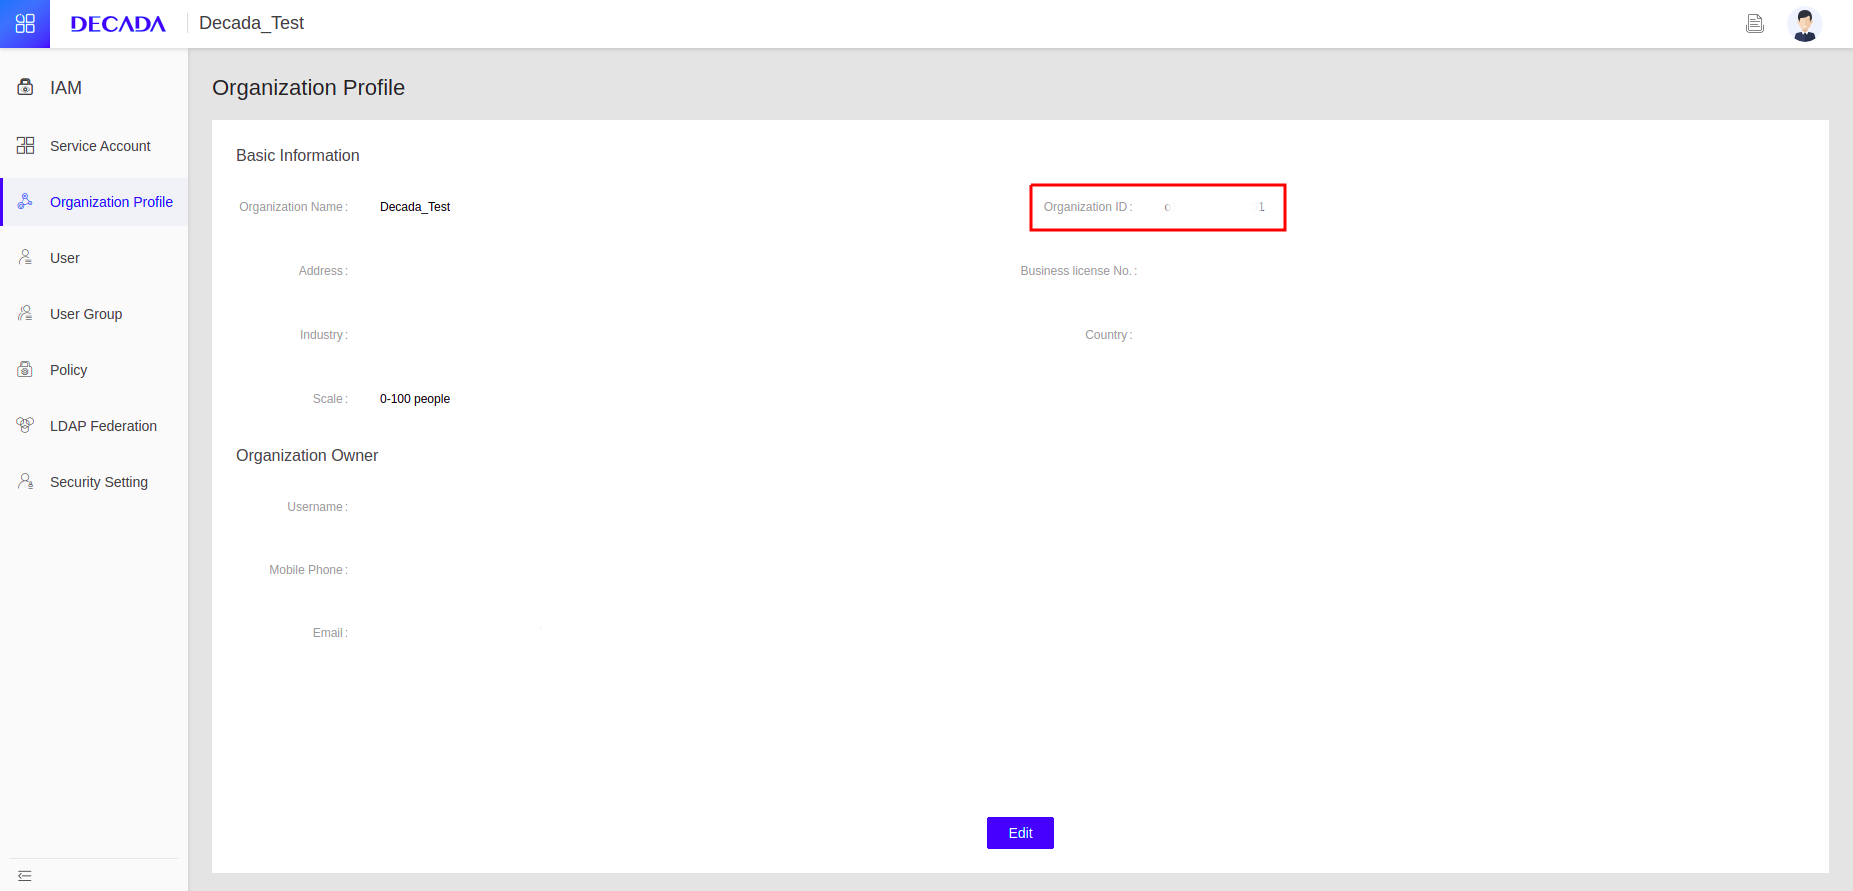 DECADA
Decada_Test
IAM
Service Account
Organization Profile
User
User Group
Policy
LDAP Federation
Security Setting
Organization Profile
Basic Information
Organization Name : Decada_Test
Organization ID :
Address :
Business license No. :
Industry :
Country :
Scale : 0-100 people
Organization Owner
Username :
Mobile Phone :
Email :
Edit